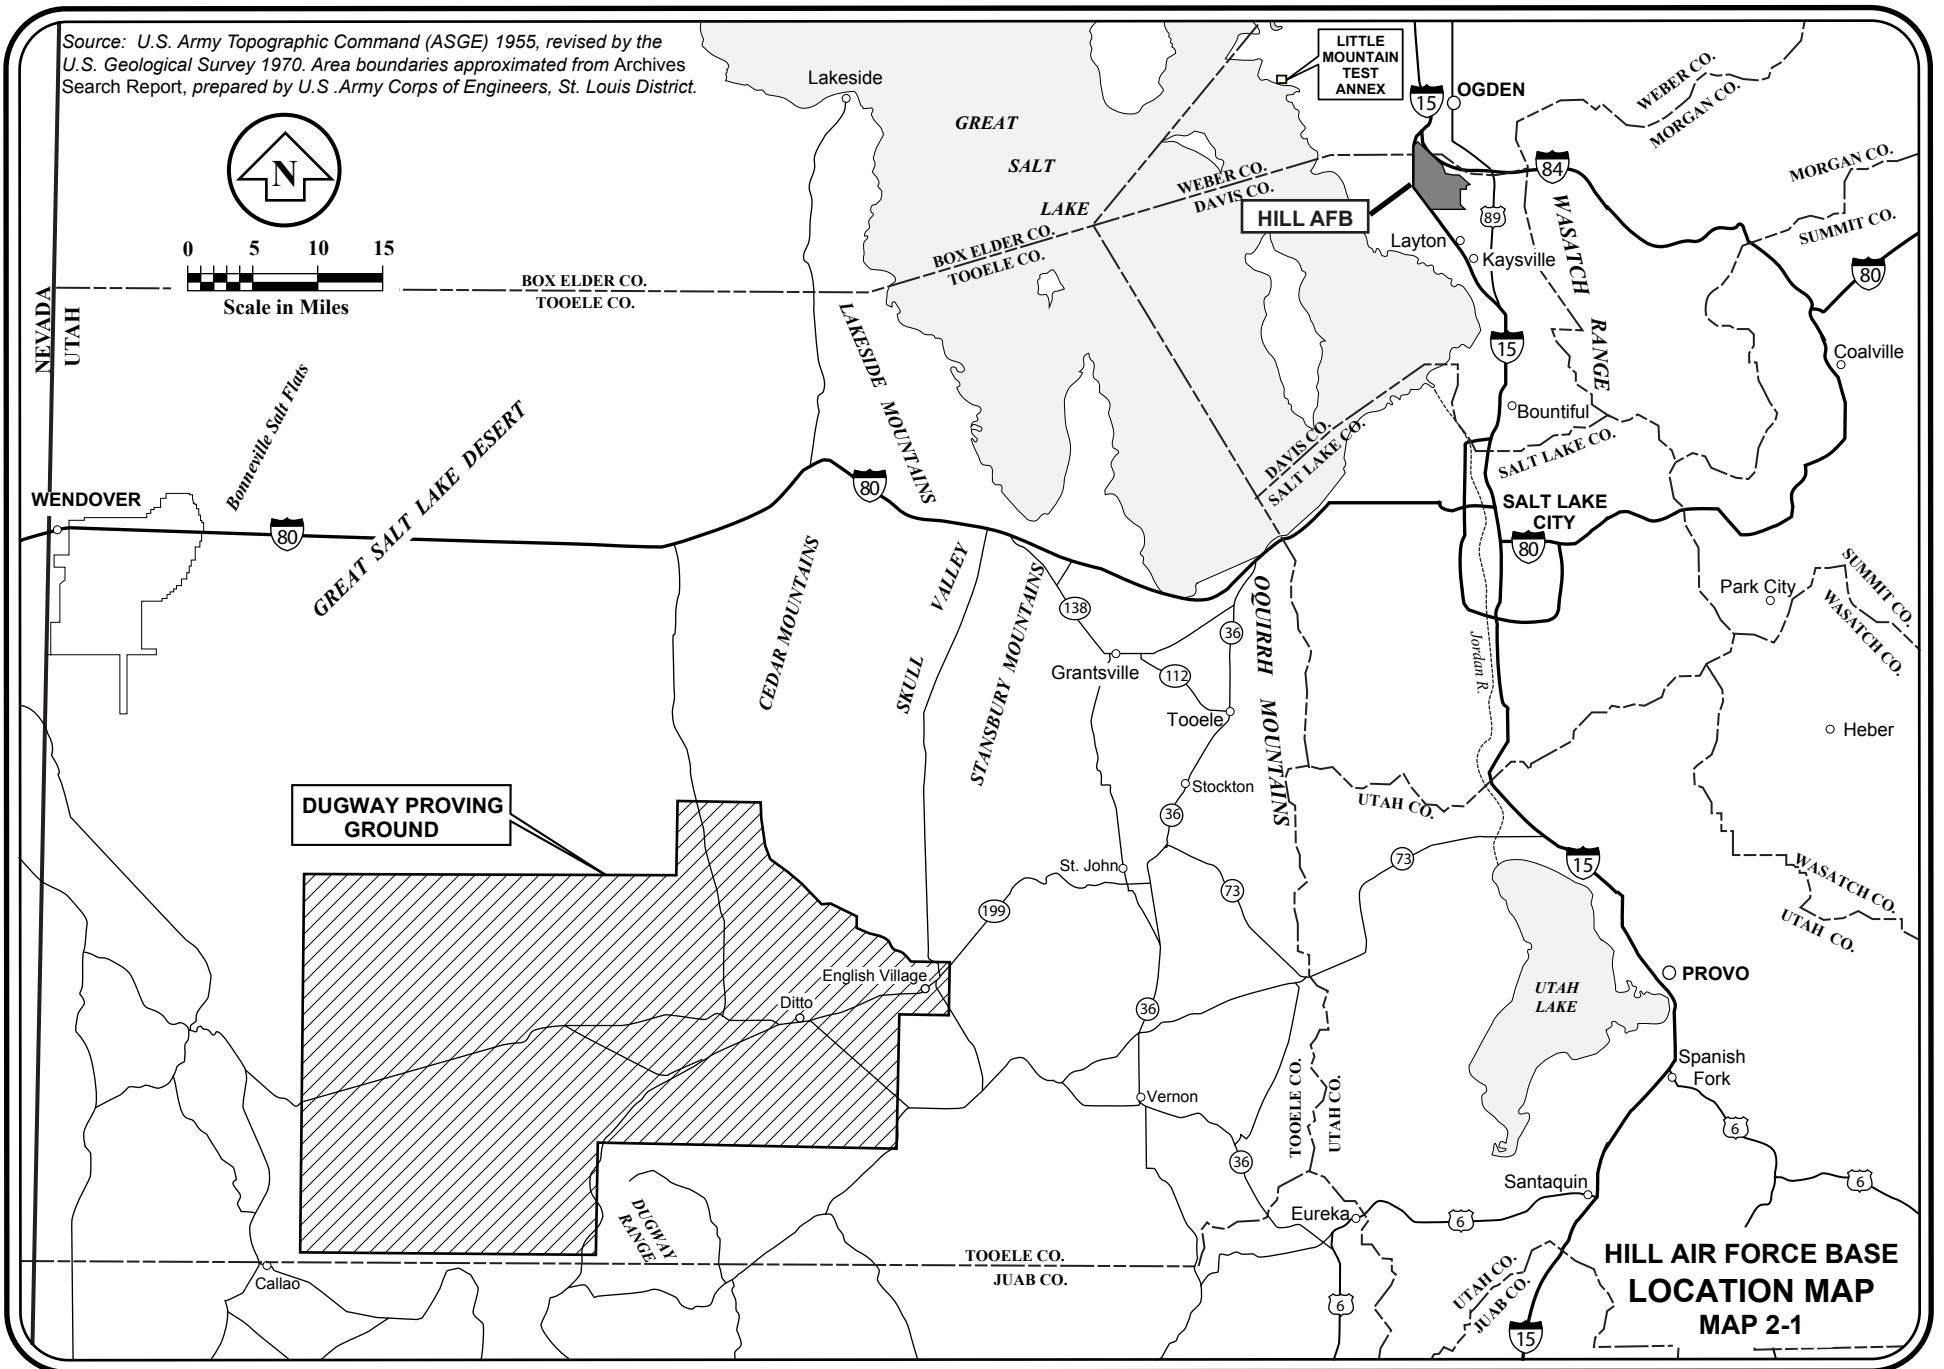 Source: U.S. Army Topographic Command (ASGE) 1955, revised by the
U.S. Geological Survey 1970. Area boundaries approximated from Archives
Search Report, prepared by U.S .Army Corps of Engineers, St. Louis District.
N
0 5 10 15
Scale in Miles
Lakeside
GREAT
SALT
LAKE
LITTLE
MOUNTAIN
TEST
ANNEX
15
OGDEN
WEBER CO.
MORGAN CO.
84
MORGAN CO.
SUMMIT CO.
80
WEBER CO.
DAVIS CO.
HILL AFB
89
Layton
Kaysville
WASATCH
RANGE
BOX ELDER CO.
TOOELE CO.
BOX ELDER CO.
TOOELE CO.
NEVADA
UTAH
15
Coalville
Bountiful
LAKESIDE MOUNTAINS
Bonneville Salt Flats
GREAT SALT LAKE DESERT
DAVIS CO.
SALT LAKE CO.
SALT LAKE CO.
WENDOVER
80
80
SALT LAKE
CITY
80
CEDAR MOUNTAINS
SKULL VALLEY
STANSBURY MOUNTAINS
OQUIRRH MOUNTAINS
138
36
Grantsville
112
Tooele
Jordan R.
Park City
SUMMIT CO.
WASATCH CO.
Heber
Stockton
36
UTAH CO.
DUGWAY PROVING
GROUND
St. John
73
73
15
199
WASATCH CO.
UTAH CO.
English Village
Ditto
36
UTAH
LAKE
PROVO
Spanish
Fork
Vernon
TOOELE CO.
UTAH CO.
6
36
Santaquin
6
Eureka
6
DUGWAY
RANGE
TOOELE CO.
JUAB CO.
Callao
6
UTAH CO.
JUAB CO.
15
HILL AIR FORCE BASE
LOCATION MAP
MAP 2-1